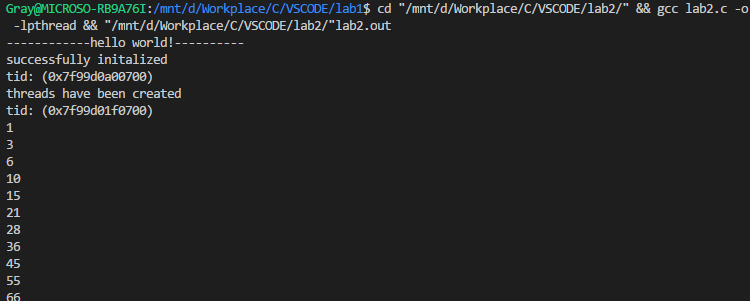 Gray@MICROSO-RB9A76I:/mnt/d/Workplace/C/VSCODE/lab1$ cd "/mnt/d/Workplace/C/VSCODE/lab2/" && gcc lab2.c -o
-lpthread && "/mnt/d/Workplace/C/VSCODE/lab2/"lab2.out
------------hello world!----------
successfully initalized
tid: (0x7f99d0a00700)
threads have been created
tid: (0x7f99d01f0700)
1
3
6
10
15
21
28
36
45
55
66